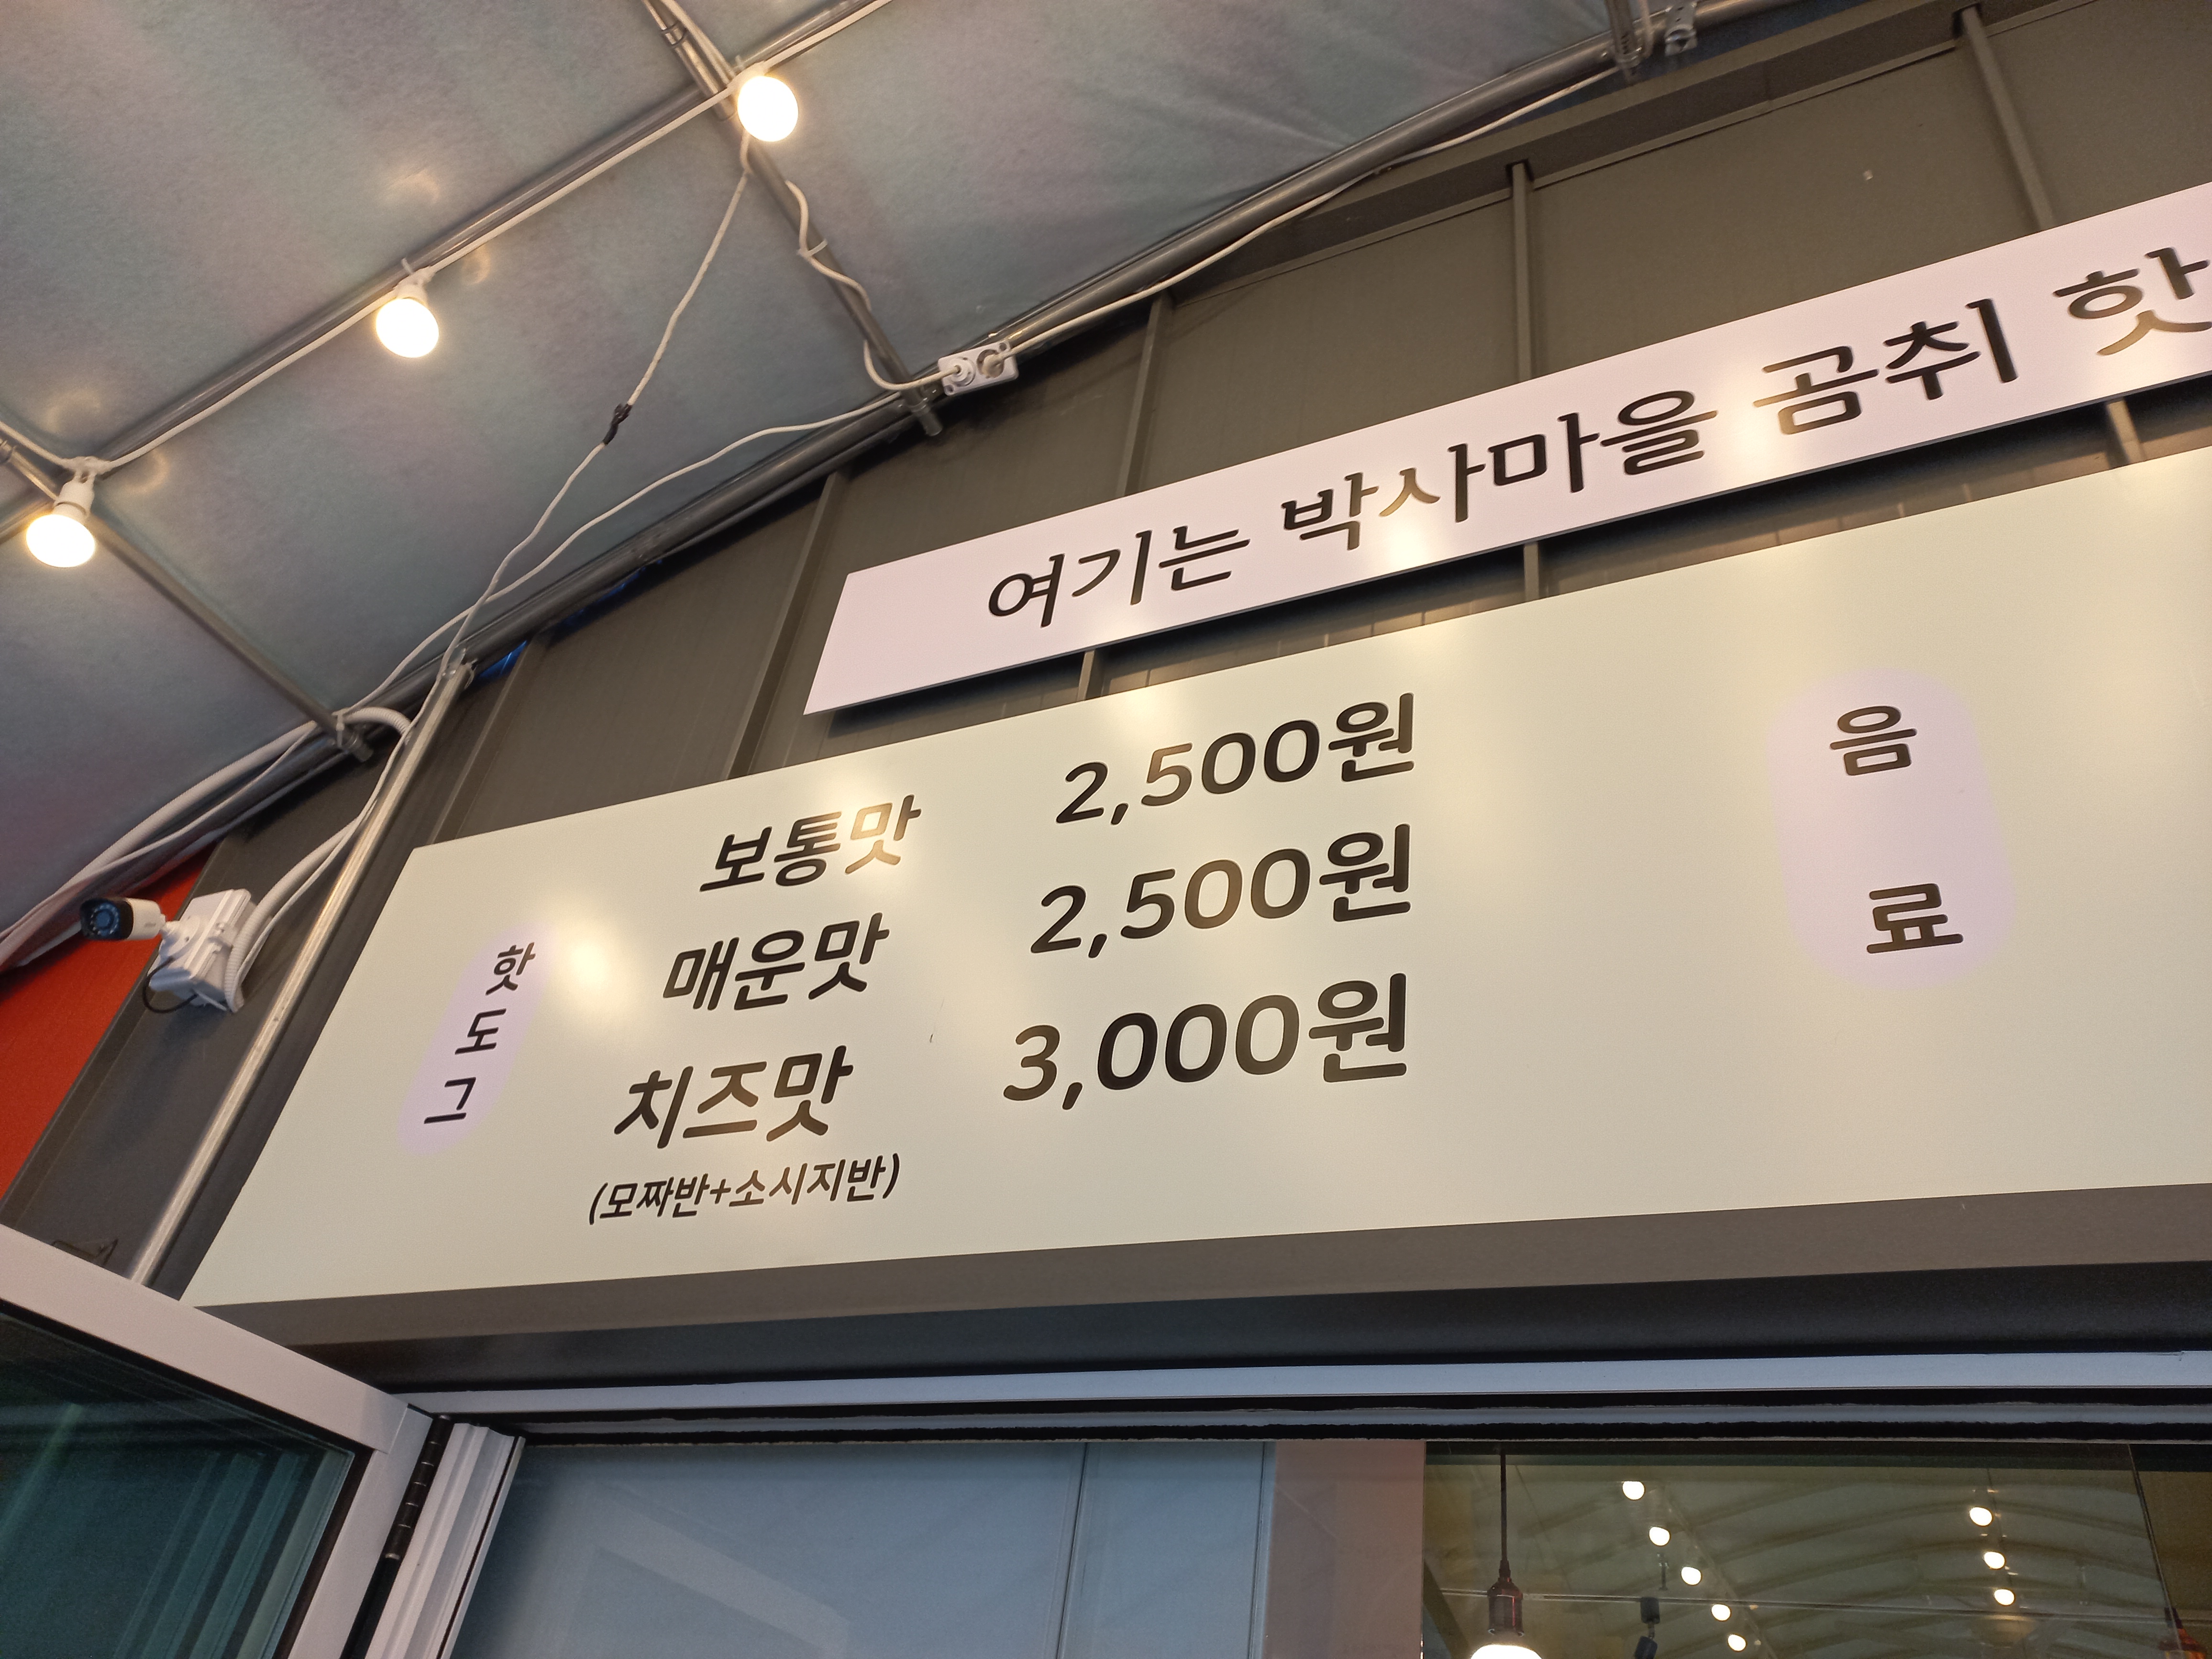 여기는 박사마을 곰취 핫
핫도그
보통맛 2,500원
매운맛 2,500원
치즈맛 3,000원
(모짜반+소시지반)
음료